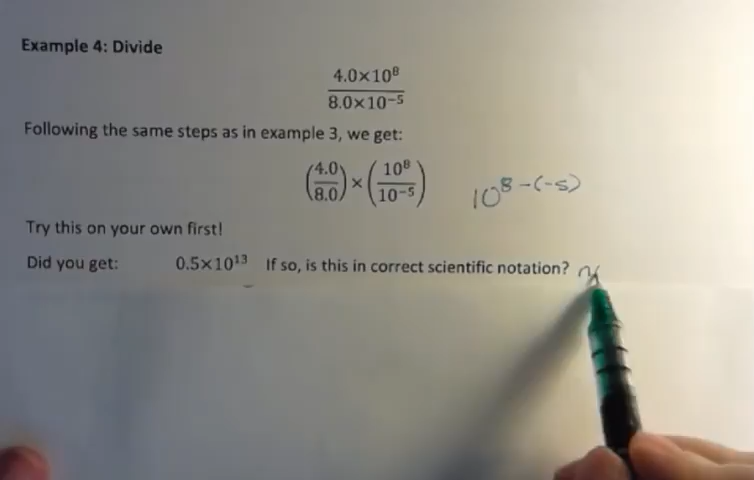 Example 4: Divide
4.0×10⁸
8.0×10⁻⁵
Following the same steps as in example 3, we get:
(4.0/8.0) × (10⁸/10⁻⁵) 10⁸⁻⁽⁻⁵⁾
Try this on your own first!
Did you get: 0.5×10¹³ If so, is this in correct scientific notation?